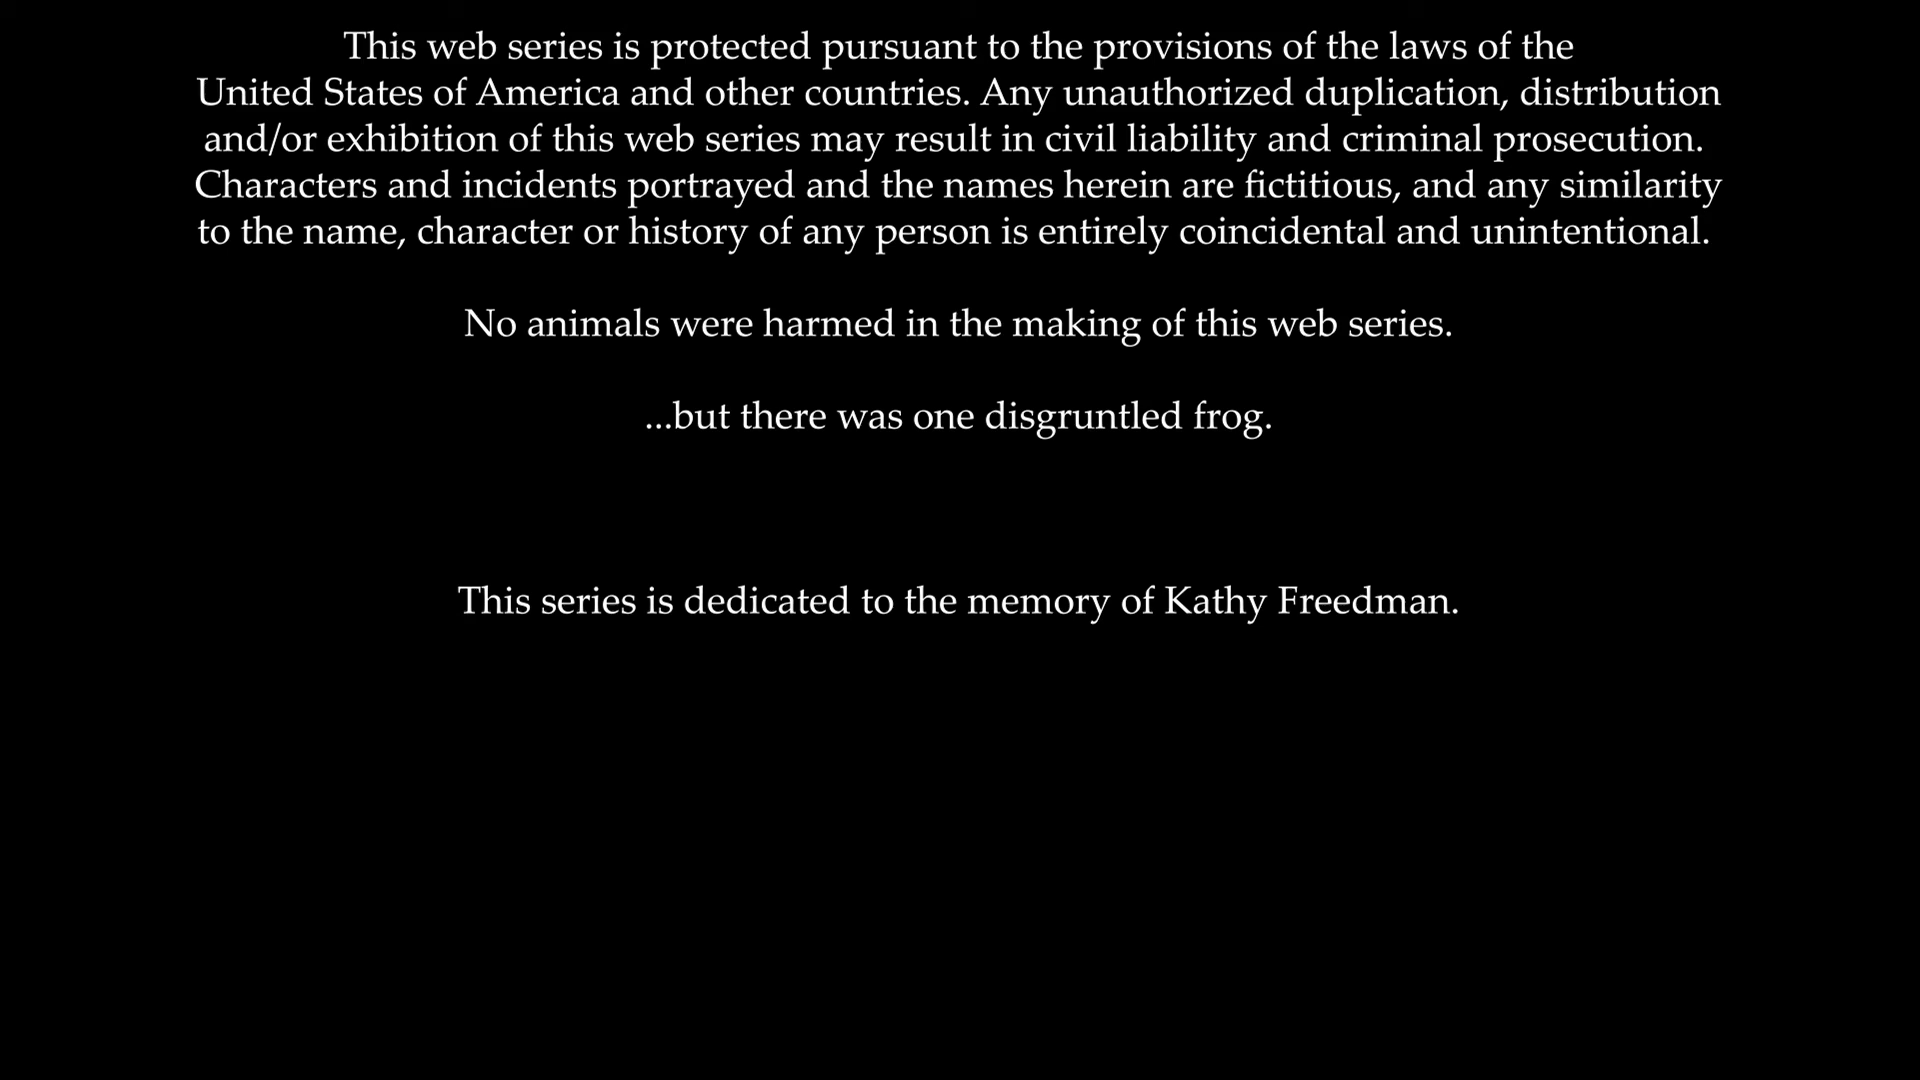 This web series is protected pursuant to the provisions of the laws of the
United States of America and other countries. Any unauthorized duplication, distribution
and/or exhibition of this web series may result in civil liability and criminal prosecution.
Characters and incidents portrayed and the names herein are fictitious, and any similarity
to the name, character or history of any person is entirely coincidental and unintentional.
No animals were harmed in the making of this web series.
...but there was one disgruntled frog.
This series is dedicated to the memory of Kathy Freedman.